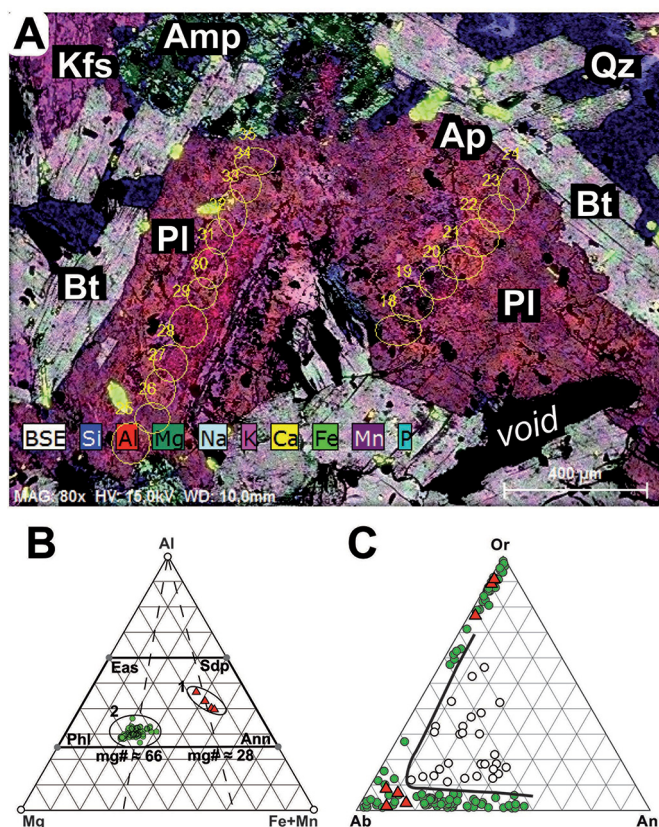 A
Amp
Kfs
Qz
Ap
35
34
33
24
23
22
Pl
31
21
Bt
30
20
Bt
29
19
18
Pl
28
27
26
void
BSE Si Al Mg Na K Ca Fe Mn P
400 µm
MAG: 80x HV: 15.0kV WD: 10.0mm
B
Al
Eas Sdp
1
2
Phl Ann
mg# ≈ 66 mg# ≈ 28
Mg Fe+Mn
C
Or
Ab An